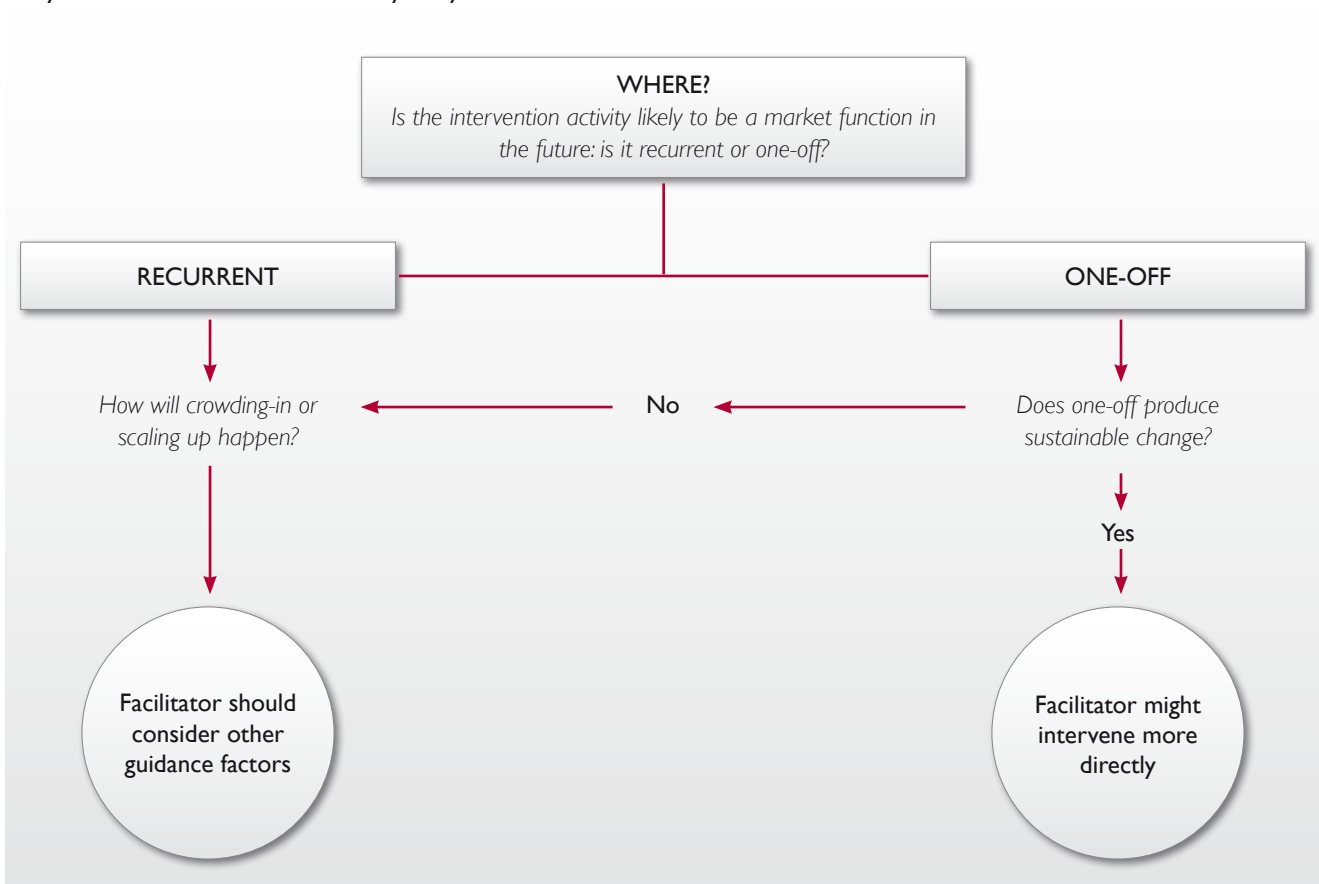 WHERE?
Is the intervention activity likely to be a market function in
the future: is it recurrent or one-off?
RECURRENT
ONE-OFF
How will crowding-in or
scaling up happen?
No
Does one-off produce
sustainable change?
Yes
Facilitator should
consider other
guidance factors
Facilitator might
intervene more
directly